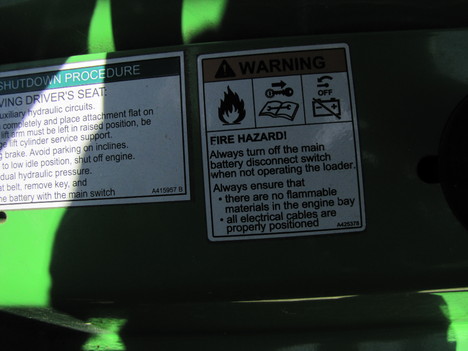 SHUTDOWN PROCEDURE
VING DRIVER'S SEAT:
uxiliary hydraulic circuits.
completely and place attachment flat on
lift arm must be left in raised position, be
e lift cylinder service support.
g brake. Avoid parking on inclines.
to low idle position, shut off engine.
dual hydraulic pressure.
at belt, remove key, and
he battery with the main switch
A415957 B
WARNING
OFF
FIRE HAZARD!
Always turn off the main
battery disconnect switch
when not operating the loader.
Always ensure that
• there are no flammable
materials in the engine bay
• all electrical cables are
properly positioned
A425378